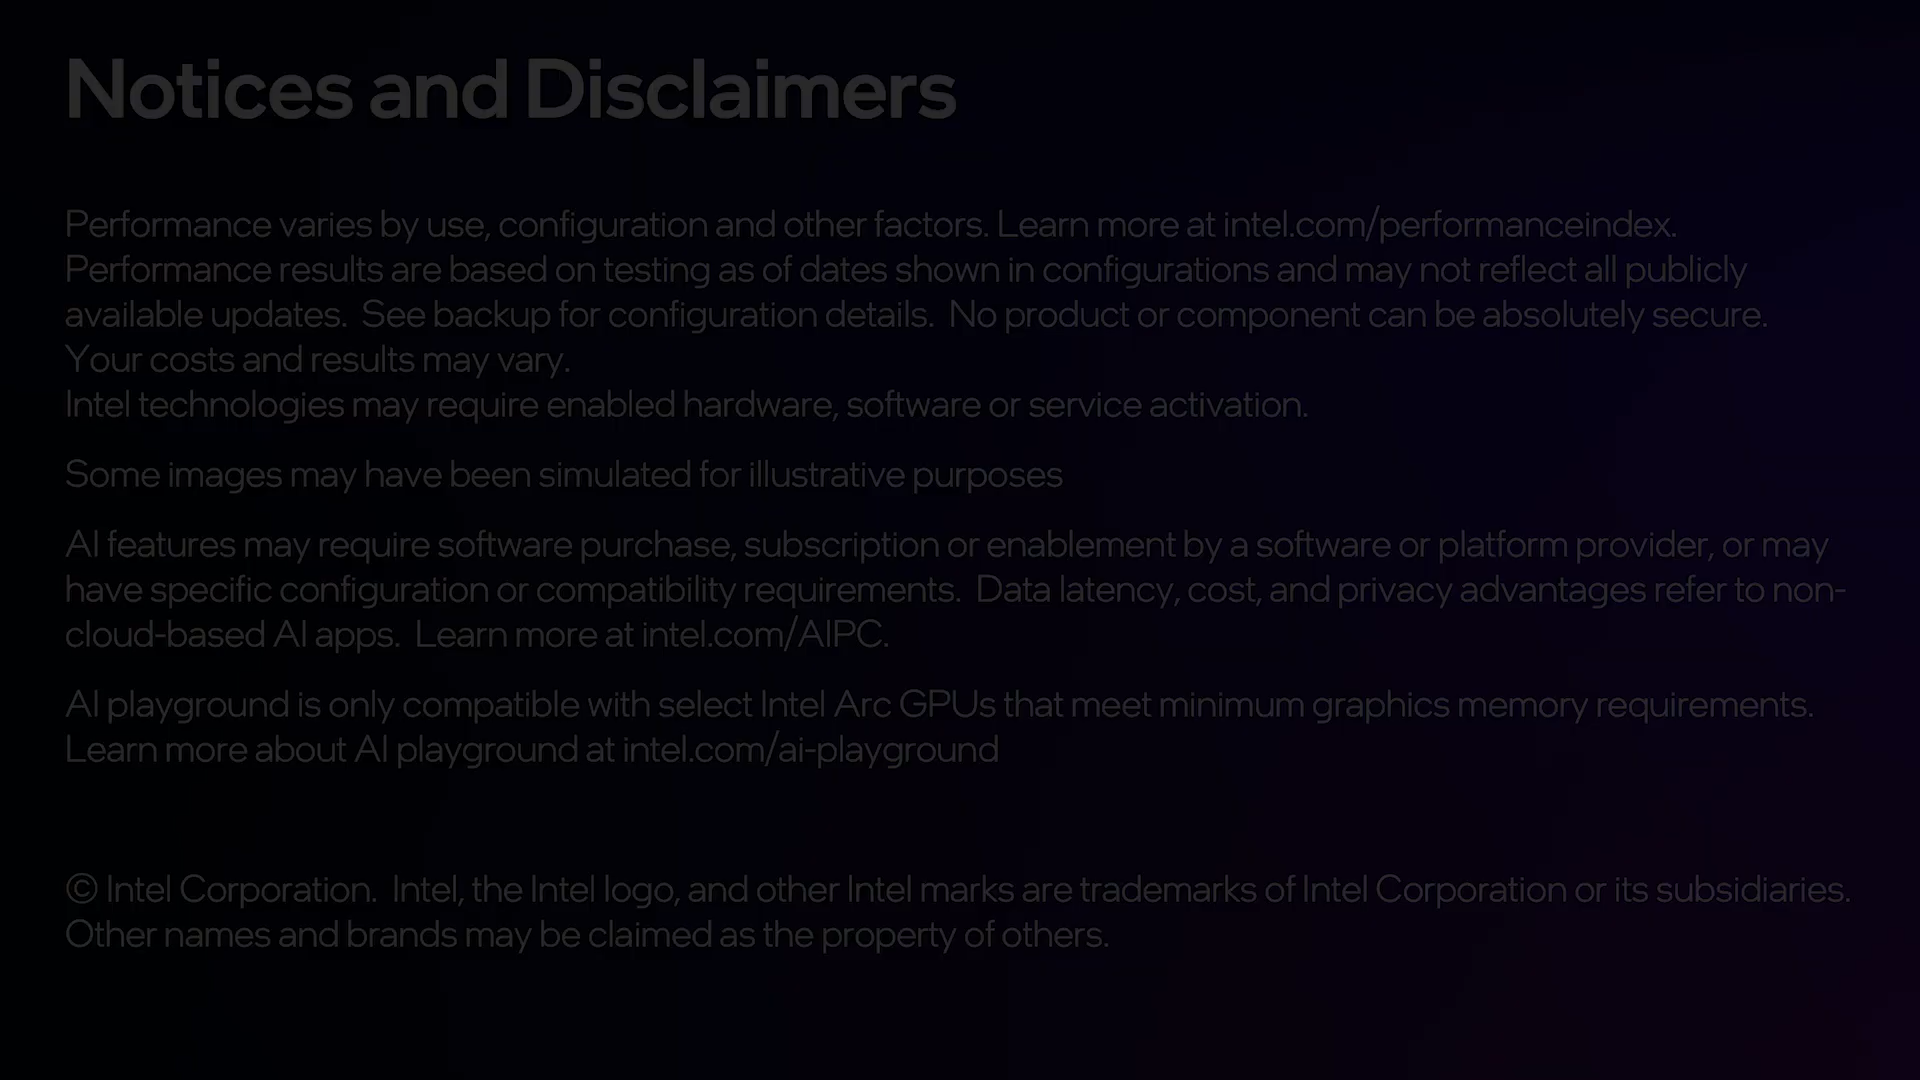 Notices and Disclaimers
Performance varies by use, configuration and other factors. Learn more at intel.com/performanceindex.
Performance results are based on testing as of dates shown in configurations and may not reflect all publicly
available updates.  See backup for configuration details.  No product or component can be absolutely secure.
Your costs and results may vary.
Intel technologies may require enabled hardware, software or service activation.
Some images may have been simulated for illustrative purposes
AI features may require software purchase, subscription or enablement by a software or platform provider, or may
have specific configuration or compatibility requirements.  Data latency, cost, and privacy advantages refer to non-
cloud-based AI apps.  Learn more at intel.com/AIPC.
AI playground is only compatible with select Intel Arc GPUs that meet minimum graphics memory requirements.
Learn more about AI playground at intel.com/ai-playground
© Intel Corporation.  Intel, the Intel logo, and other Intel marks are trademarks of Intel Corporation or its subsidiaries.
Other names and brands may be claimed as the property of others.